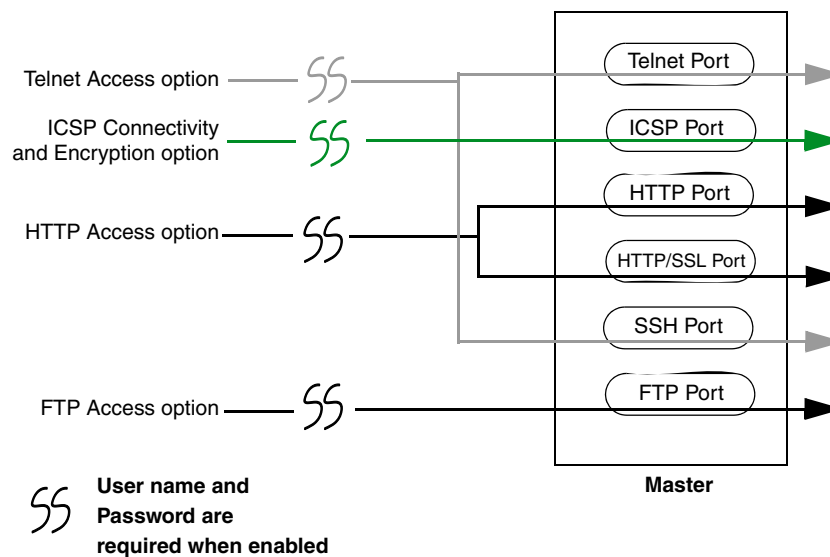 Telnet Access option
ICSP Connectivity
and Encryption option
HTTP Access option
FTP Access option
Telnet Port
ICSP Port
HTTP Port
HTTP/SSL Port
SSH Port
FTP Port
Master
User name and
Password are
required when enabled